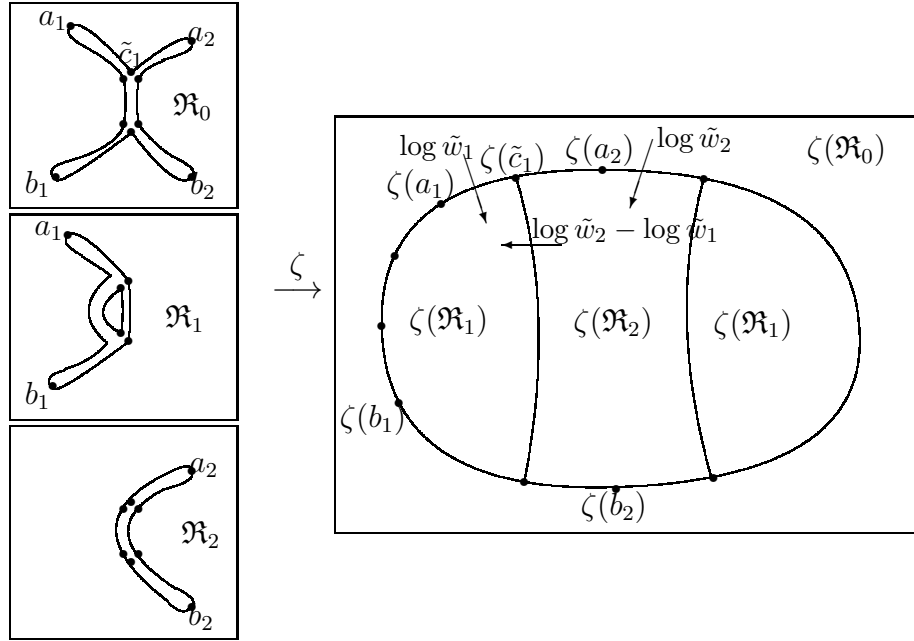 a₁
a₂
c̃₁
ℜ₀
b₁
b₂
a₁
ℜ₁
b₁
a₂
ℜ₂
b₂
ζ
log w̃₁
ζ(c̃₁)
ζ(a₂)
log w̃₂
ζ(ℜ₀)
ζ(a₁)
log w̃₂ − log w̃₁
ζ(ℜ₁)
ζ(ℜ₂)
ζ(ℜ₁)
ζ(b₁)
ζ(b₂)